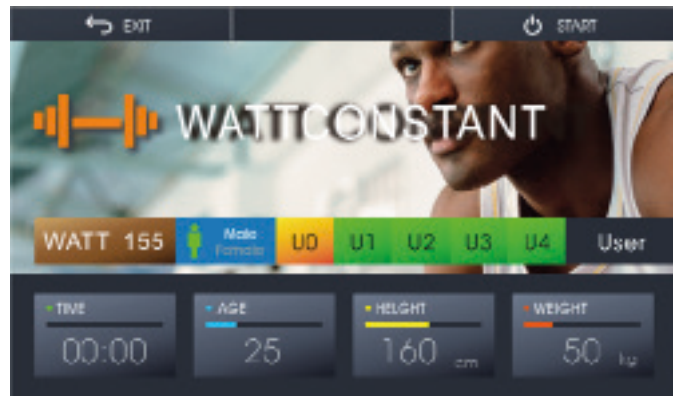 EXIT START
WATTCONSTANT
WATT 155 Male Female U0 U1 U2 U3 U4 User
TIME AGE HELGHT WEIGHT
00:00 25 160 cm 50 kg